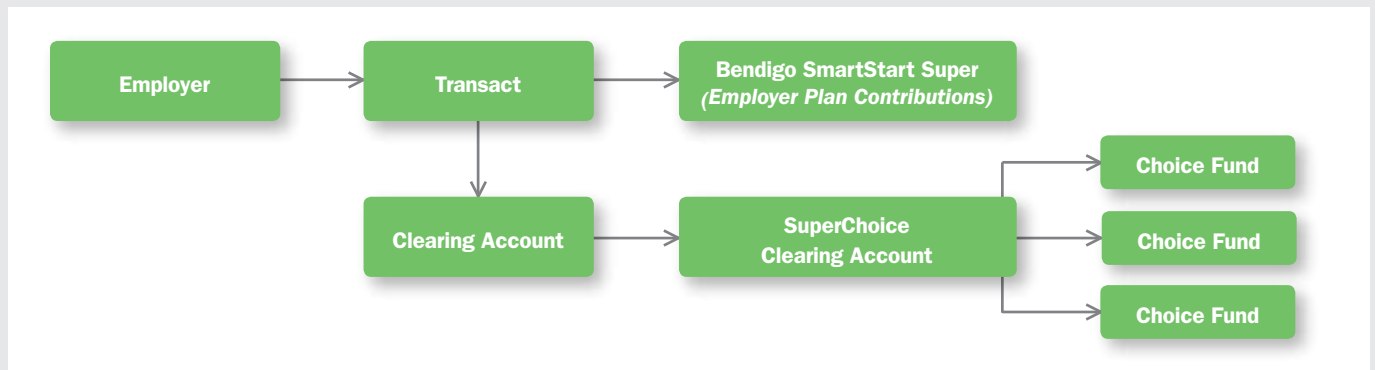 Employer
Transact
Bendigo SmartStart Super
(Employer Plan Contributions)
Choice Fund
Clearing Account
SuperChoice
Clearing Account
Choice Fund
Choice Fund